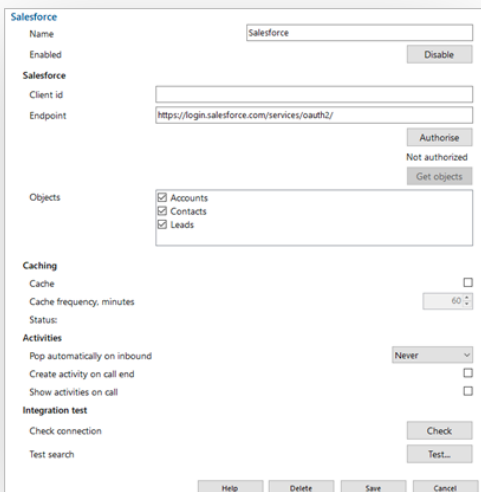 Salesforce
Name Salesforce
Enabled Disable
Salesforce
Client id
Endpoint https://login.salesforce.com/services/oauth2/
Authorise
Not authorized
Get objects
Objects Accounts
Contacts
Leads
Caching
Cache
Cache frequency, minutes 60
Status:
Activities
Pop automatically on inbound Never
Create activity on call end
Show activities on call
Integration test
Check connection Check
Test search Test...
Help Delete Save Cancel